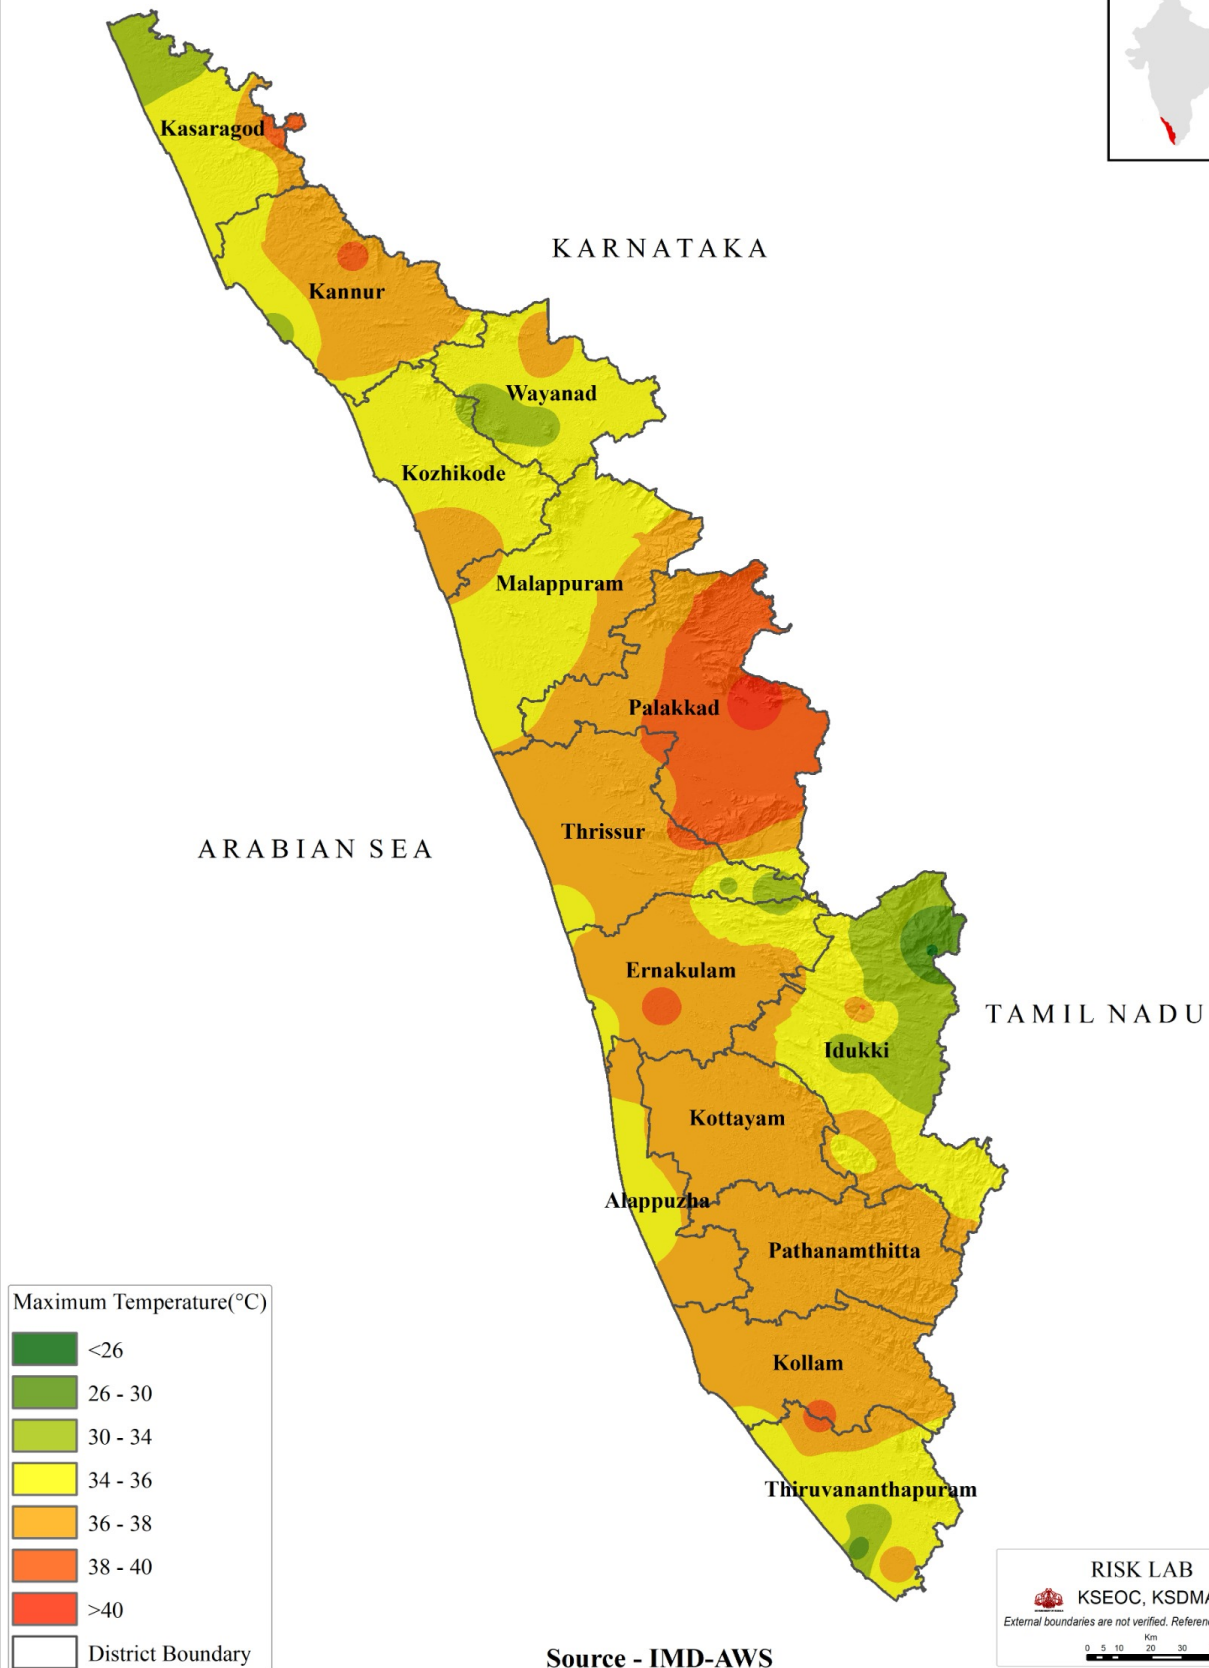 Kasaragod
KARNATAKA
Kannur
Wayanad
Kozhikode
Malappuram
Palakkad
Thrissur
ARABIAN SEA
Ernakulam
TAMIL NADU
Idukki
Kottayam
Alappuzha
Pathanamthitta
Kollam
Thiruvananthapuram
Maximum Temperature(°C)
<26
26 - 30
30 - 34
34 - 36
36 - 38
38 - 40
>40
District Boundary
Source - IMD-AWS
RISK LAB
KSEOC, KSDMA
External boundaries are not verified.
Km
0 5 10 20 30